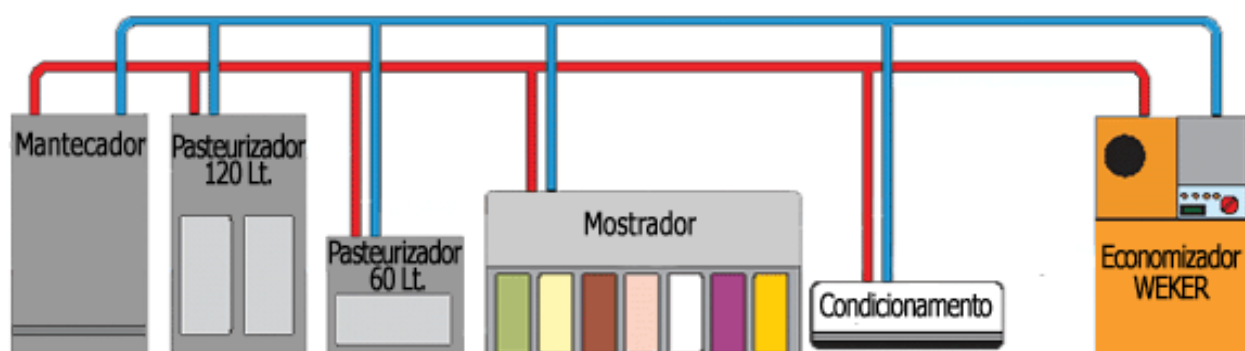 Mantecador
Pasteurizador
120 Lt.
Pasteurizador
60 Lt.
Mostrador
Condicionamento
Economizador
WEKER